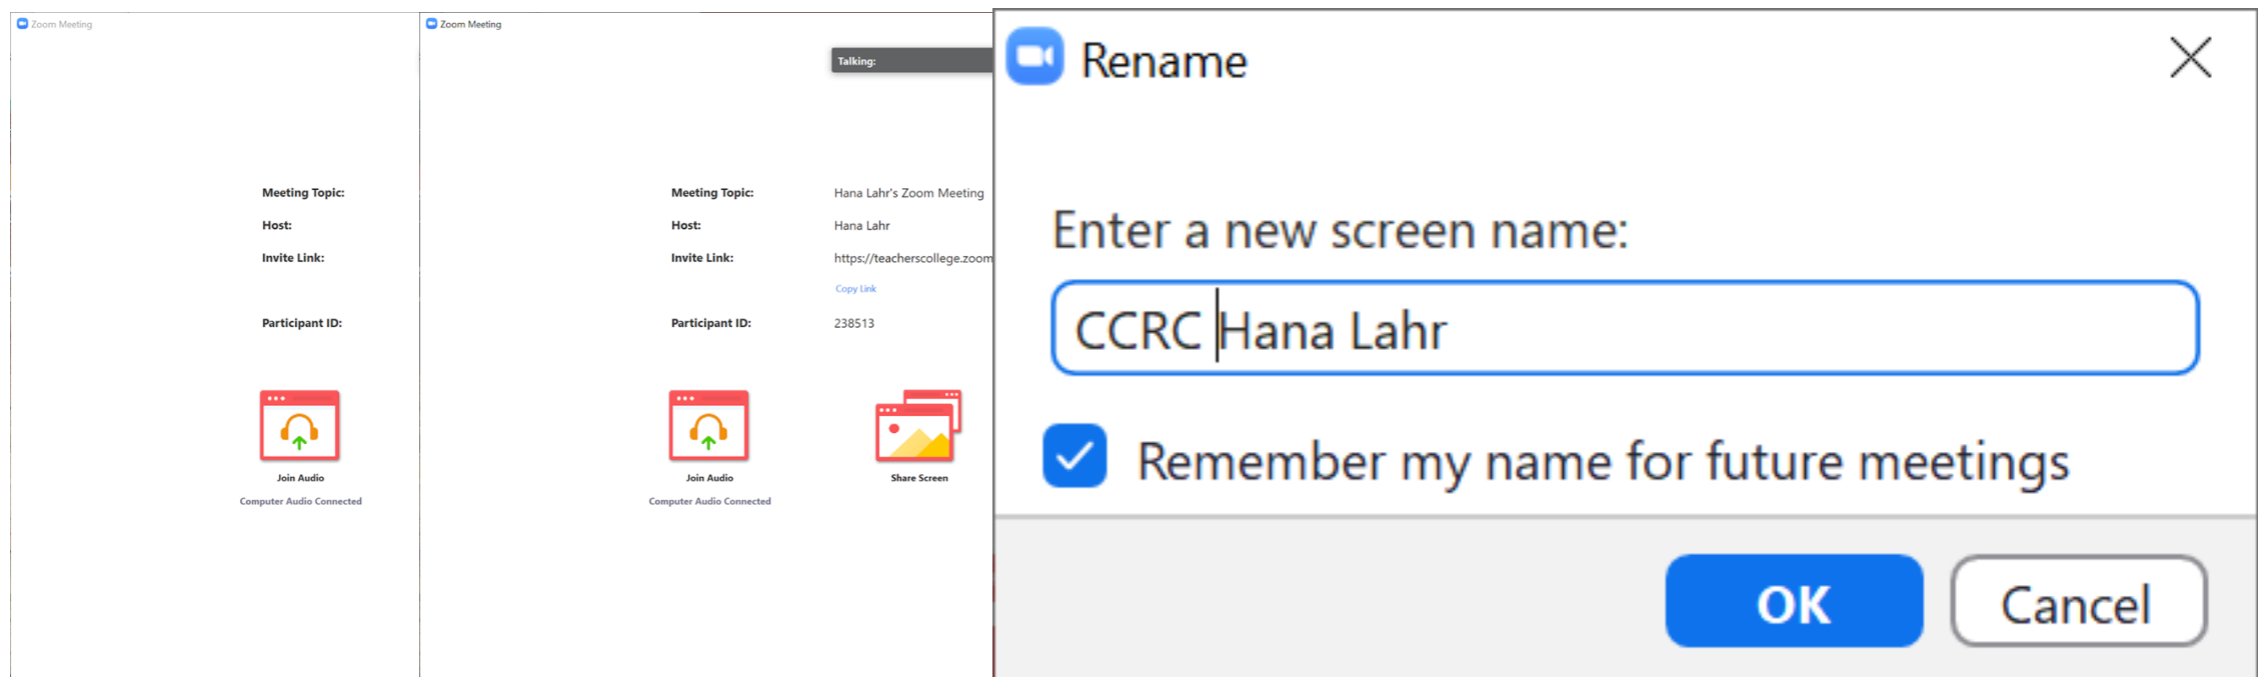 Zoom Meeting
Meeting Topic:
Host:
Invite Link:
Participant ID:
Join Audio
Computer Audio Connected
Zoom Meeting
Talking:
Meeting Topic: Hana Lahr's Zoom Meeting
Host: Hana Lahr
Invite Link: https://teacherscollege.zoom
Copy Link
Participant ID: 238513
Join Audio Share Screen
Computer Audio Connected
Rename
Enter a new screen name:
CCRC Hana Lahr
Remember my name for future meetings
OK Cancel